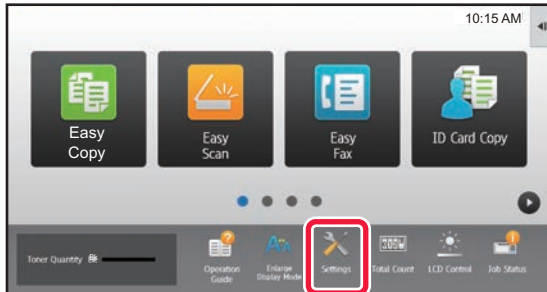 10:15 AM
Easy
Copy
Easy
Scan
Easy
Fax
ID Card Copy
Toner Quantity
Operation
Guide
Enlarge
Display Mode
Settings
Total Count
LCD Control
Job Status